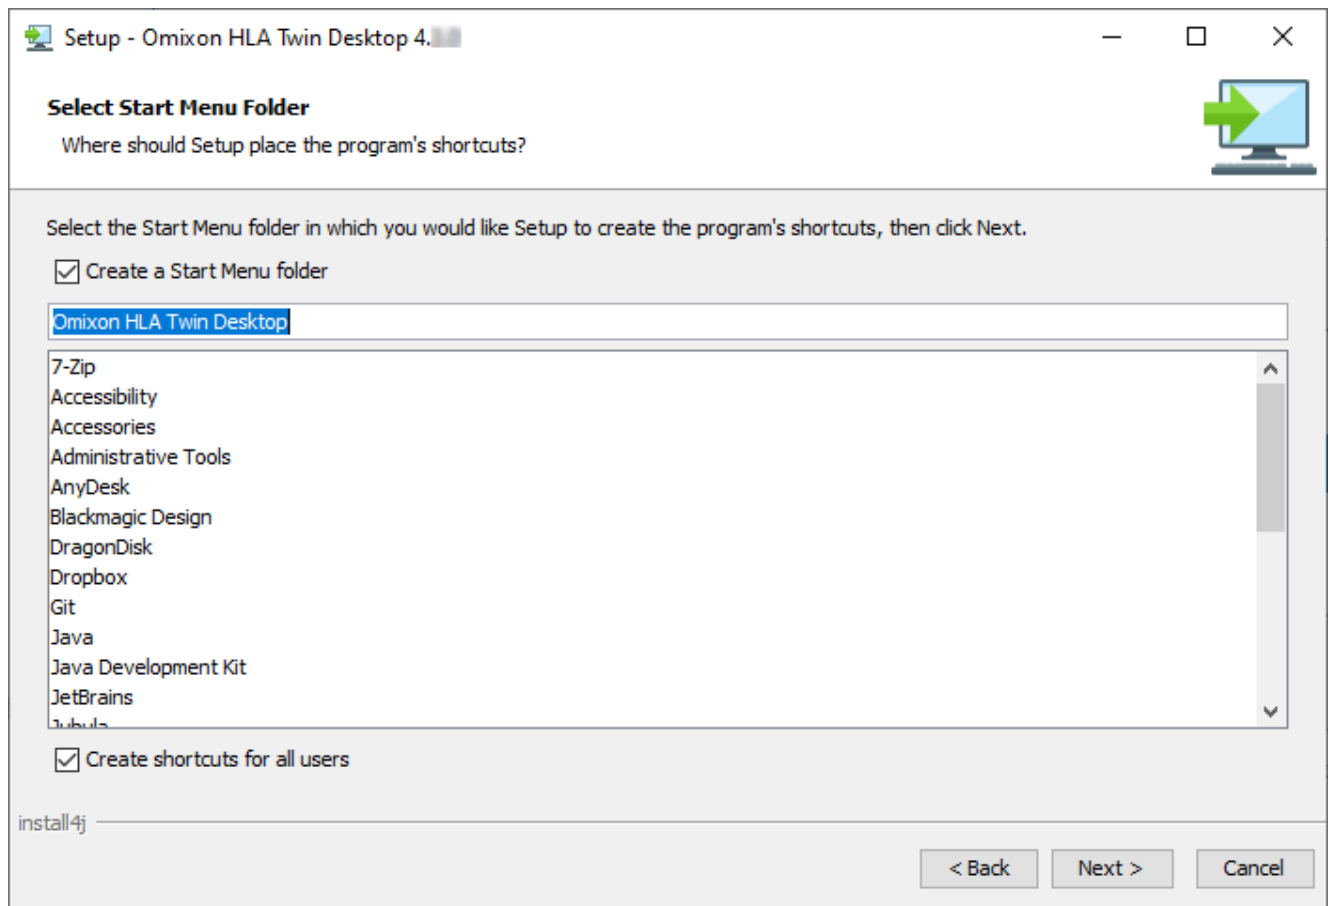 Setup - Omixon HLA Twin Desktop 4.
Select Start Menu Folder
Where should Setup place the program's shortcuts?
Select the Start Menu folder in which you would like Setup to create the program's shortcuts, then click Next.
Create a Start Menu folder
Omixon HLA Twin Desktop
7-Zip
Accessibility
Accessories
Administrative Tools
AnyDesk
Blackmagic Design
DragonDisk
Dropbox
Git
Java
Java Development Kit
JetBrains
Jubula
Create shortcuts for all users
install4j
< Back Next > Cancel